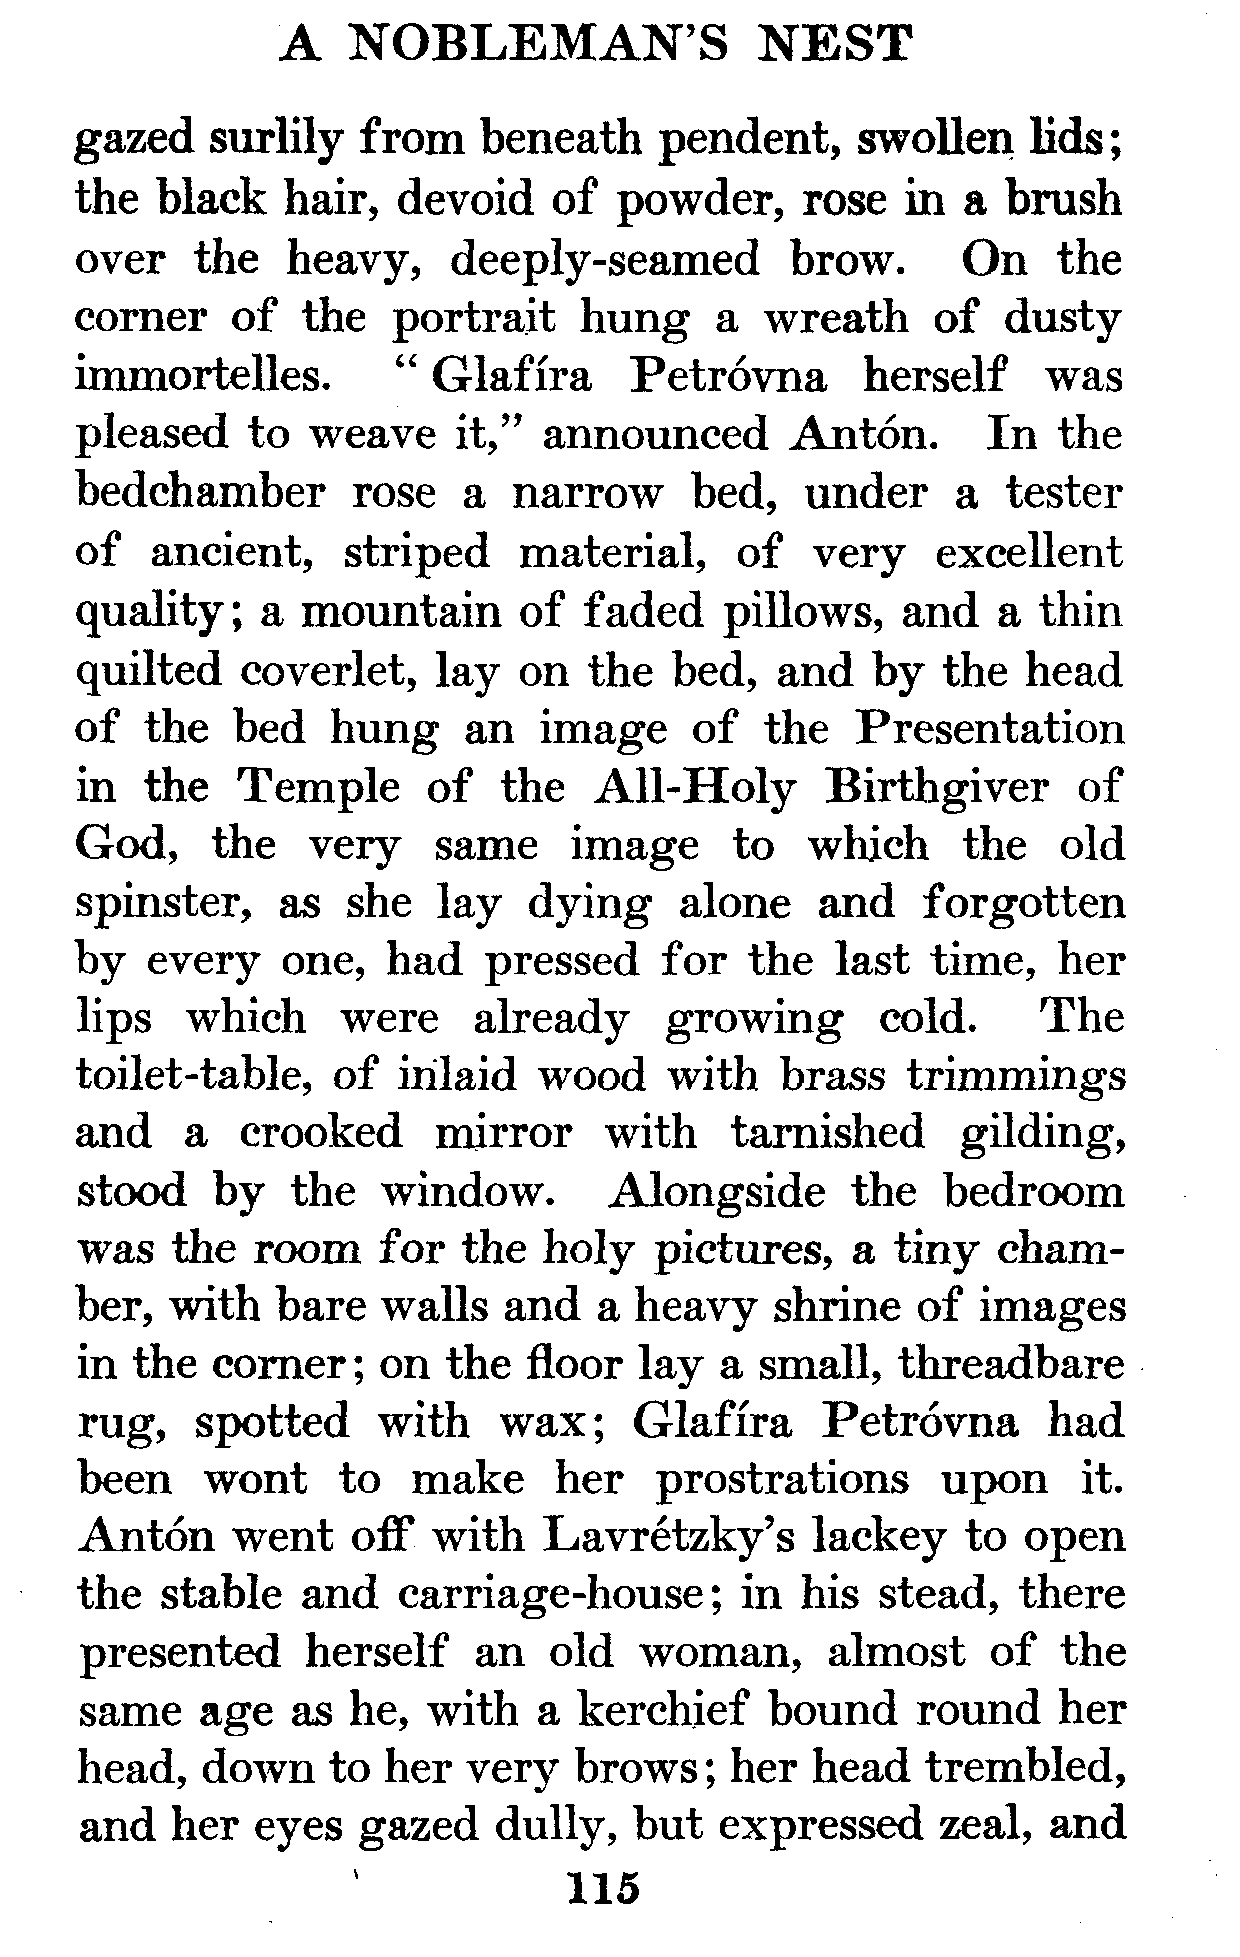 A NOBLEMAN'S NEST
gazed surlily from beneath pendent, swollen lids;
the black hair, devoid of powder, rose in a brush
over the heavy, deeply-seamed brow. On the
corner of the portrait hung a wreath of dusty
immortelles. “ Glafíra Petróvna herself was
pleased to weave it,” announced Antón. In the
bedchamber rose a narrow bed, under a tester
of ancient, striped material, of very excellent
quality; a mountain of faded pillows, and a thin
quilted coverlet, lay on the bed, and by the head
of the bed hung an image of the Presentation
in the Temple of the All-Holy Birthgiver of
God, the very same image to which the old
spinster, as she lay dying alone and forgotten
by every one, had pressed for the last time, her
lips which were already growing cold. The
toilet-table, of inlaid wood with brass trimmings
and a crooked mirror with tarnished gilding,
stood by the window. Alongside the bedroom
was the room for the holy pictures, a tiny cham-
ber, with bare walls and a heavy shrine of images
in the corner; on the floor lay a small, threadbare
rug, spotted with wax; Glafíra Petróvna had
been wont to make her prostrations upon it.
Antón went off with Lavrétzky's lackey to open
the stable and carriage-house; in his stead, there
presented herself an old woman, almost of the
same age as he, with a kerchief bound round her
head, down to her very brows; her head trembled,
and her eyes gazed dully, but expressed zeal, and
115